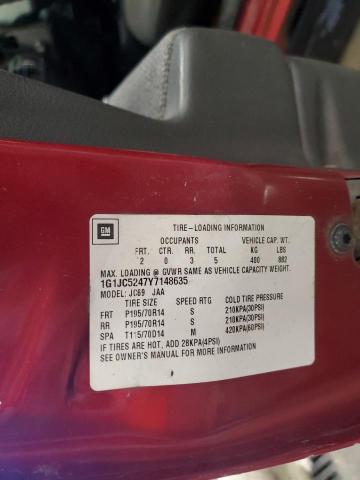 GM
TIRE-LOADING INFORMATION
OCCUPANTS VEHICLE CAP. WT.
FRT. CTR. RR. TOTAL KG LBS
2 0 3 5 400 882
MAX. LOADING @ GVWR SAME AS VEHICLE CAPACITY WEIGHT.
1G1JC5247Y7148635
MODEL: JC69 JAA
TIRE SIZE SPEED RTG COLD TIRE PRESSURE
FRT P195/70R14 S 210KPA(30PSI)
RR P195/70R14 S 210KPA(30PSI)
SPA T115/70D14 M 420KPA(60PSI)
IF TIRES ARE HOT, ADD 28KPA(4PSI)
SEE OWNER'S MANUAL FOR MORE INFORMATION